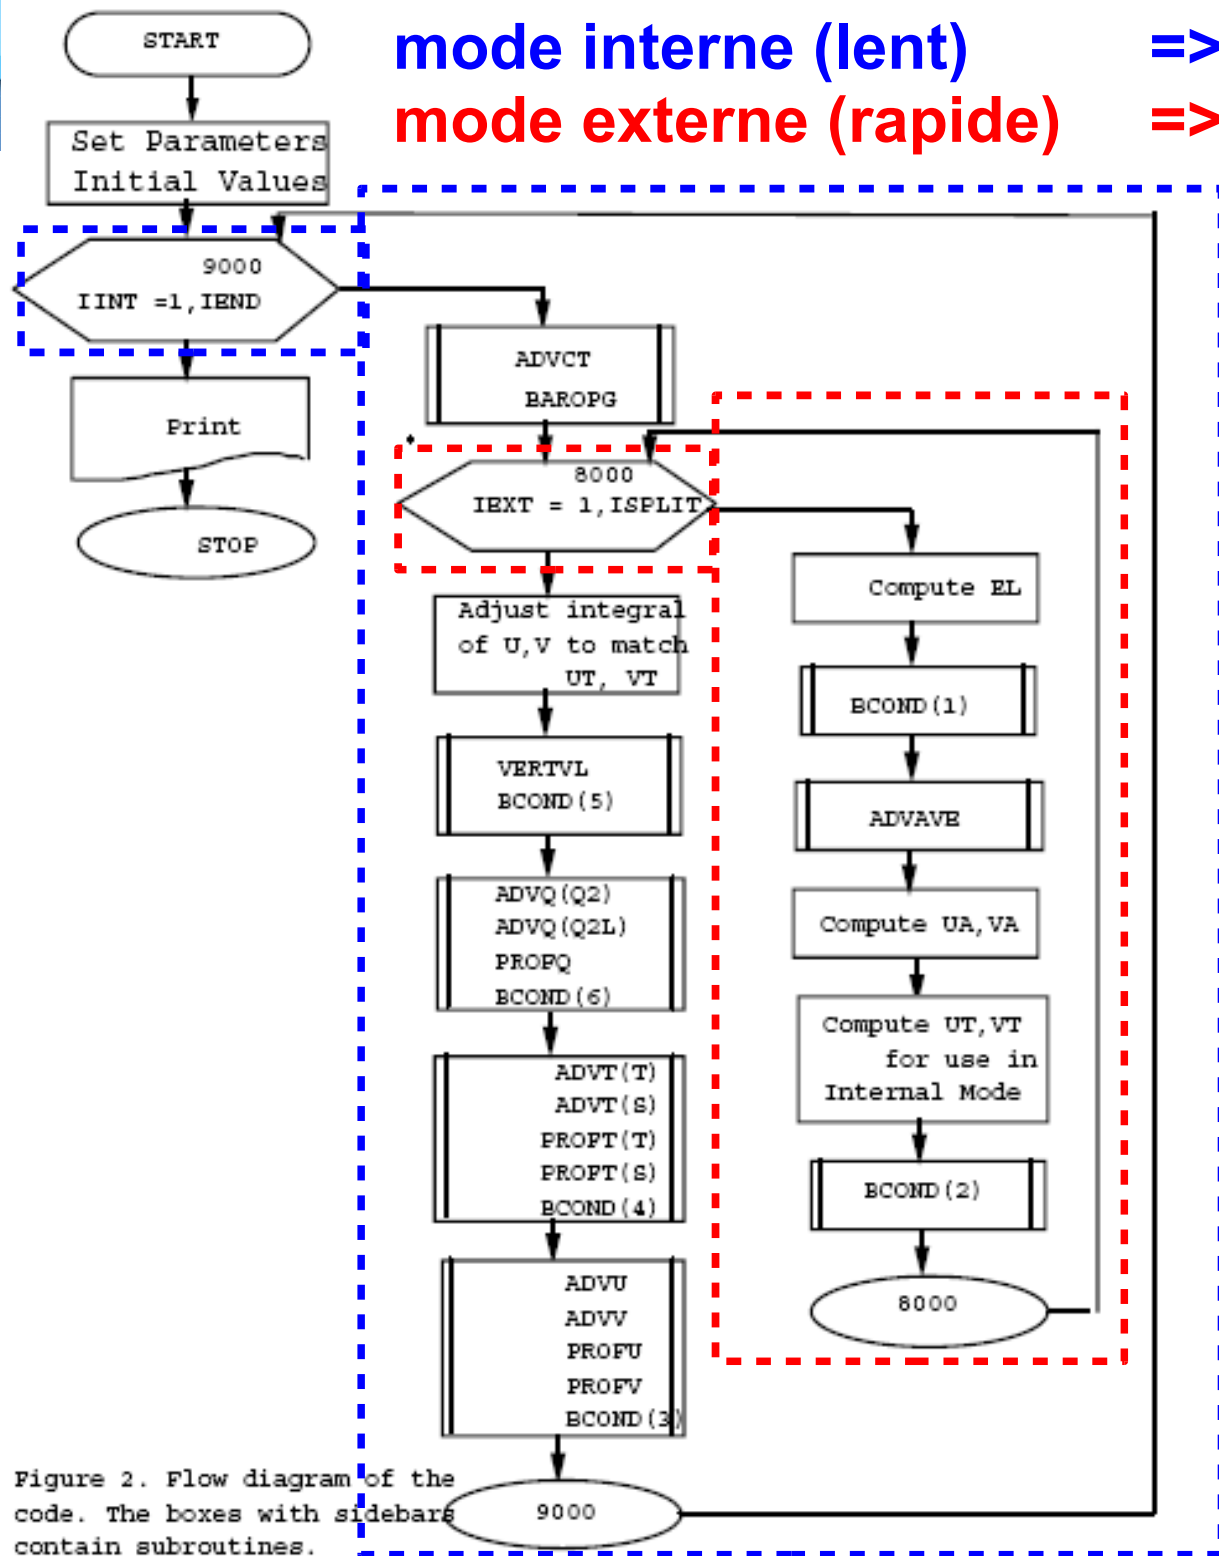 mode interne (lent) =>
mode externe (rapide) =>
START
Set Parameters
Initial Values
9000
IINT =1,IEND
Print
STOP
ADVCT
BAROPG
8000
IEXT = 1,ISPLIT
Adjust integral
of U,V to match
UT, VT
VERTVL
BCOND(5)
ADVQ(Q2)
ADVQ(Q2L)
PROFQ
BCOND(6)
ADVT(T)
ADVT(S)
PROFT(T)
PROFT(S)
BCOND(4)
ADVU
ADVV
PROFU
PROFV
BCOND(3)
9000
Compute EL
BCOND(1)
ADVAVE
Compute UA,VA
Compute UT,VT
for use in
Internal Mode
BCOND(2)
8000
Figure 2. Flow diagram of the
code. The boxes with sidebars
contain subroutines.